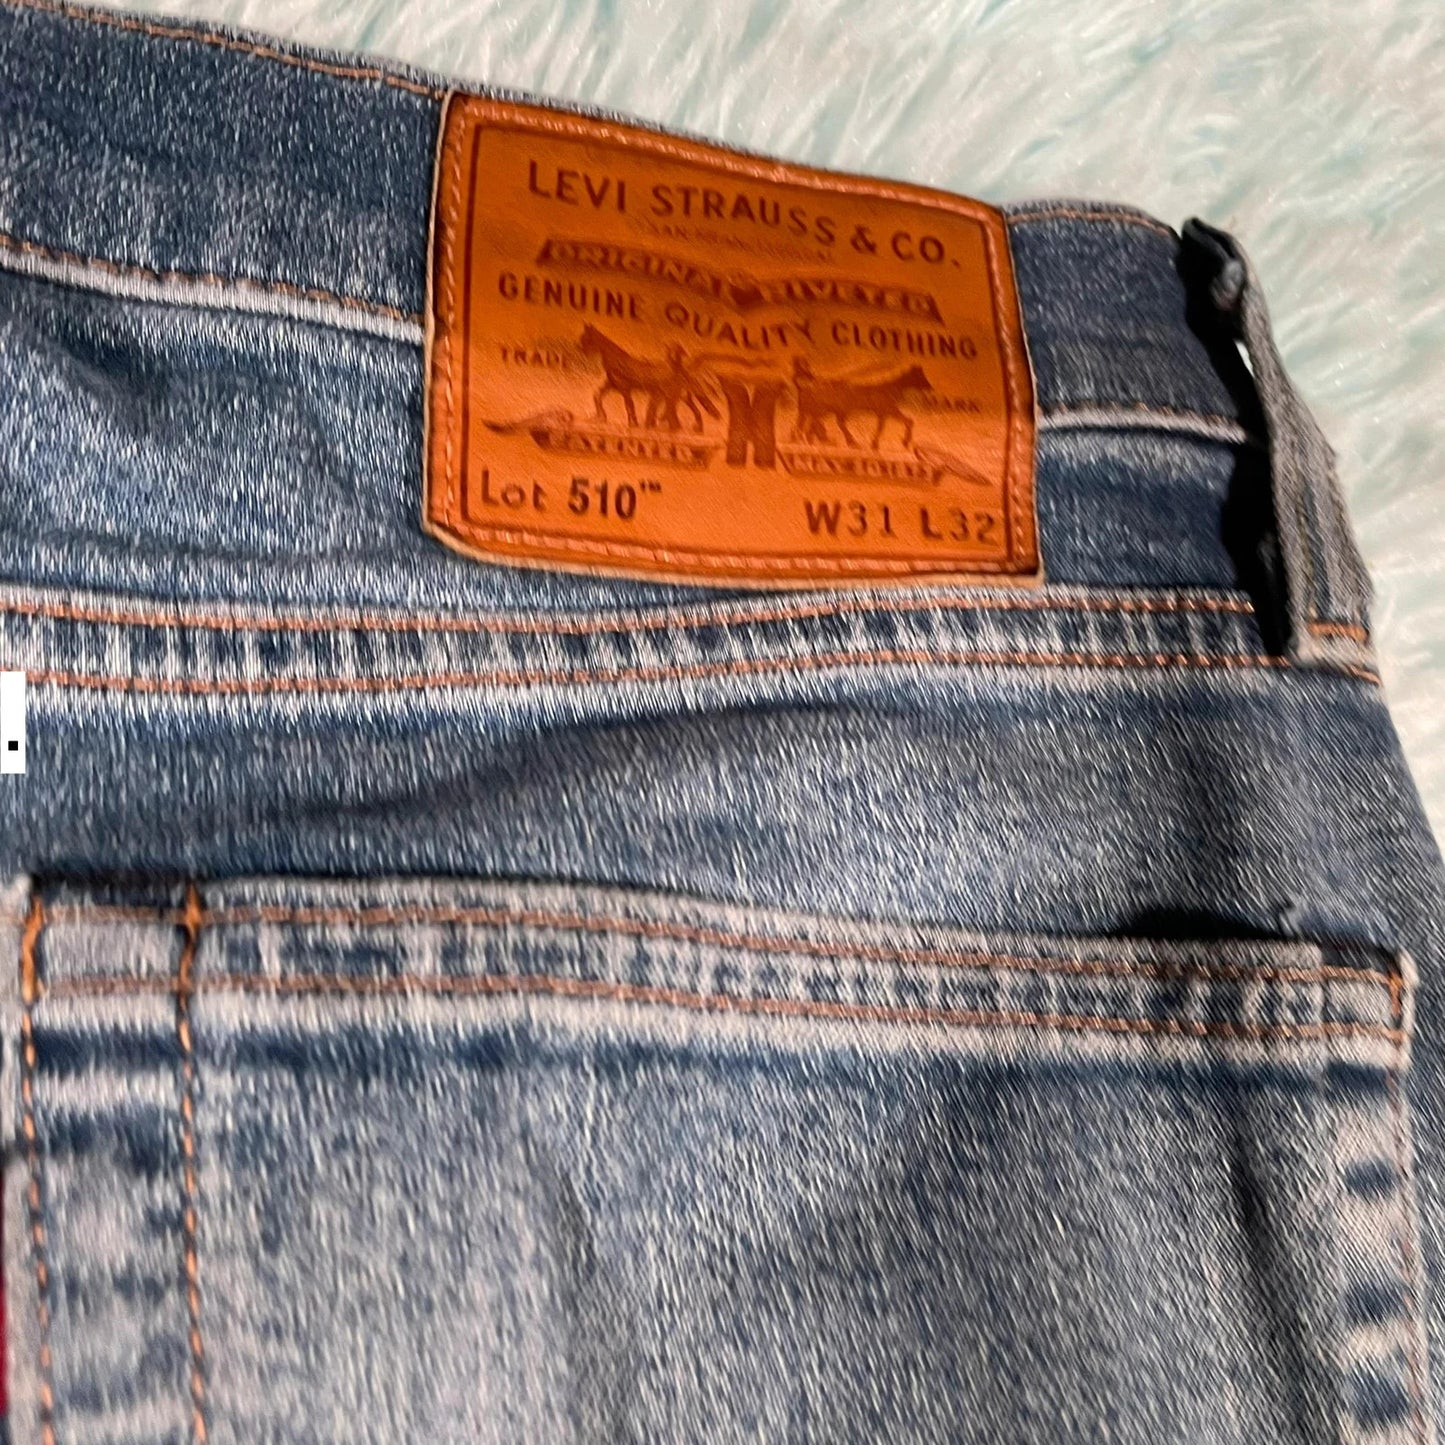 LEVI STRAUSS & CO.
ORIGINAL RIVETED
GENUINE QUALITY CLOTHING
TRADE MARK
PATENTED
Lot 510™ W31 L32
.